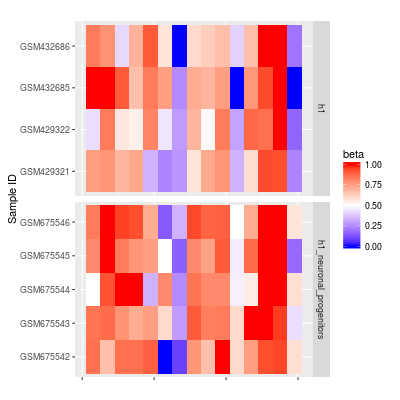 GSM432686
GSM432685
GSM429322
GSM429321
h1
GSM675546
GSM675545
GSM675544
GSM675543
GSM675542
h1_neuronal_progenitors
Sample ID
beta
1.00
0.75
0.50
0.25
0.00